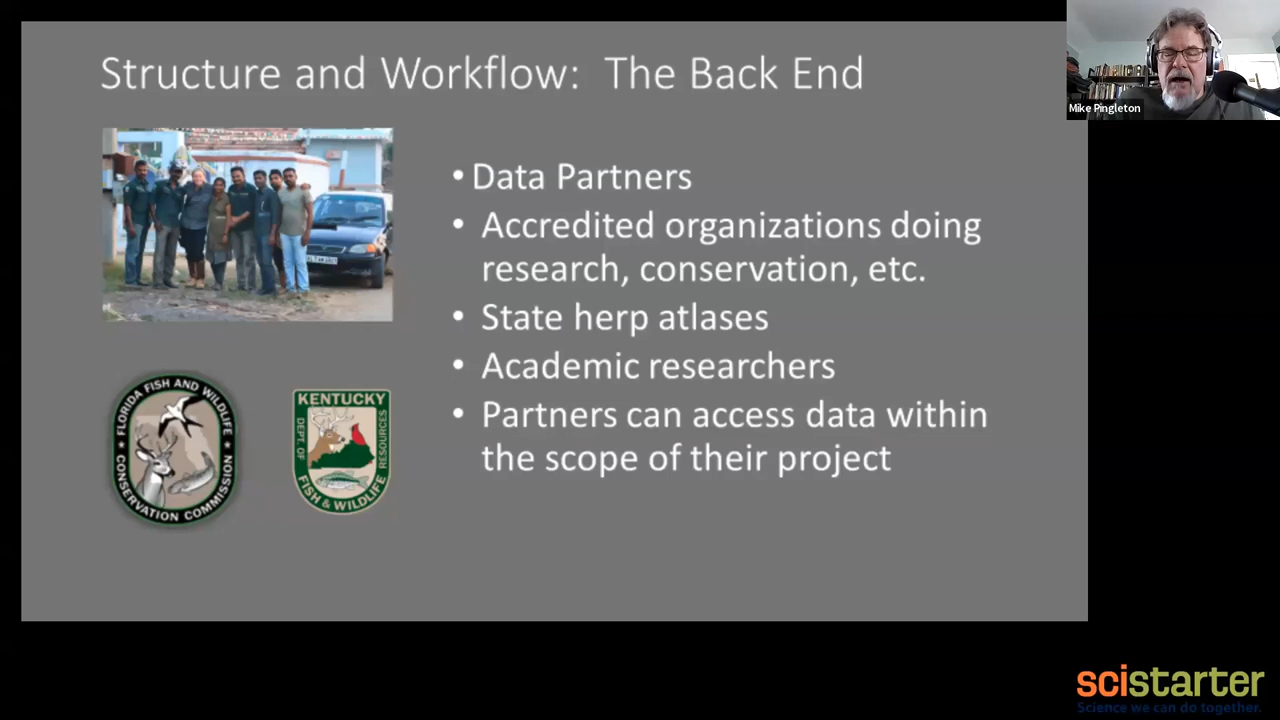 Structure and Workflow: The Back End
Mike Pingleton
• Data Partners
• Accredited organizations doing
research, conservation, etc.
• State herp atlases
• Academic researchers
• Partners can access data within
the scope of their project
FLORIDA FISH AND WILDLIFE
CONSERVATION COMMISSION
KENTUCKY
DEPT. OF
FISH & WILDLIFE
RESOURCES
scistarter
Science we can do together.